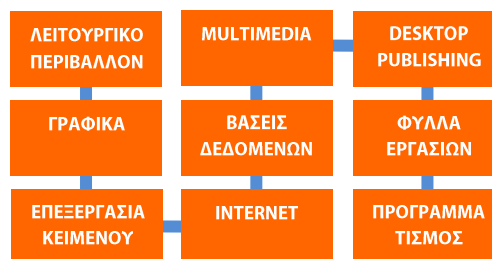 ΛΕΙΤΟΥΡΓΙΚΟ
ΠΕΡΙΒΑΛΛΟΝ
ΓΡΑΦΙΚΑ
ΕΠΕΞΕΡΓΑΣΙΑ
ΚΕΙΜΕΝΟΥ
INTERNET
ΒΑΣΕΙΣ
ΔΕΔΟΜΕΝΩΝ
MULTIMEDIA
DESKTOP
PUBLISHING
ΦΥΛΛΑ
ΕΡΓΑΣΙΩΝ
ΠΡΟΓΡΑΜΜΑ
ΤΙΣΜΟΣ